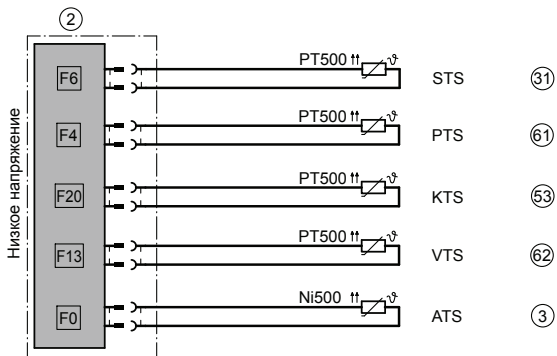 2
F6 PT500 ϑ STS 31
F4 PT500 ϑ PTS 61
F20 PT500 ϑ KTS 53
F13 PT500 ϑ VTS 62
F0 Ni500 ϑ ATS 3
Низкое напряжение